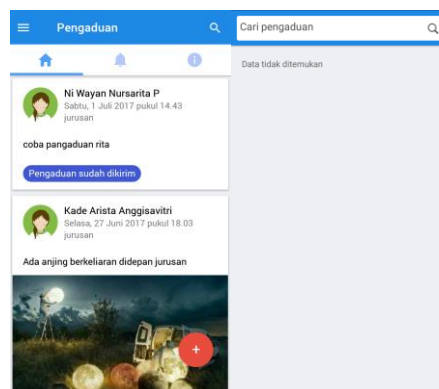 Pengaduan
Ni Wayan Nursarita P
Sabtu, 1 Juli 2017 pukul 14.43
jurusan
coba pangaduan rita
Pengaduan sudah dikirim
Kade Arista Anggisavitri
Selasa, 27 Juni 2017 pukul 18.03
jurusan
Ada anjing berkeliaran didepan jurusan
Cari pengaduan
Data tidak ditemukan